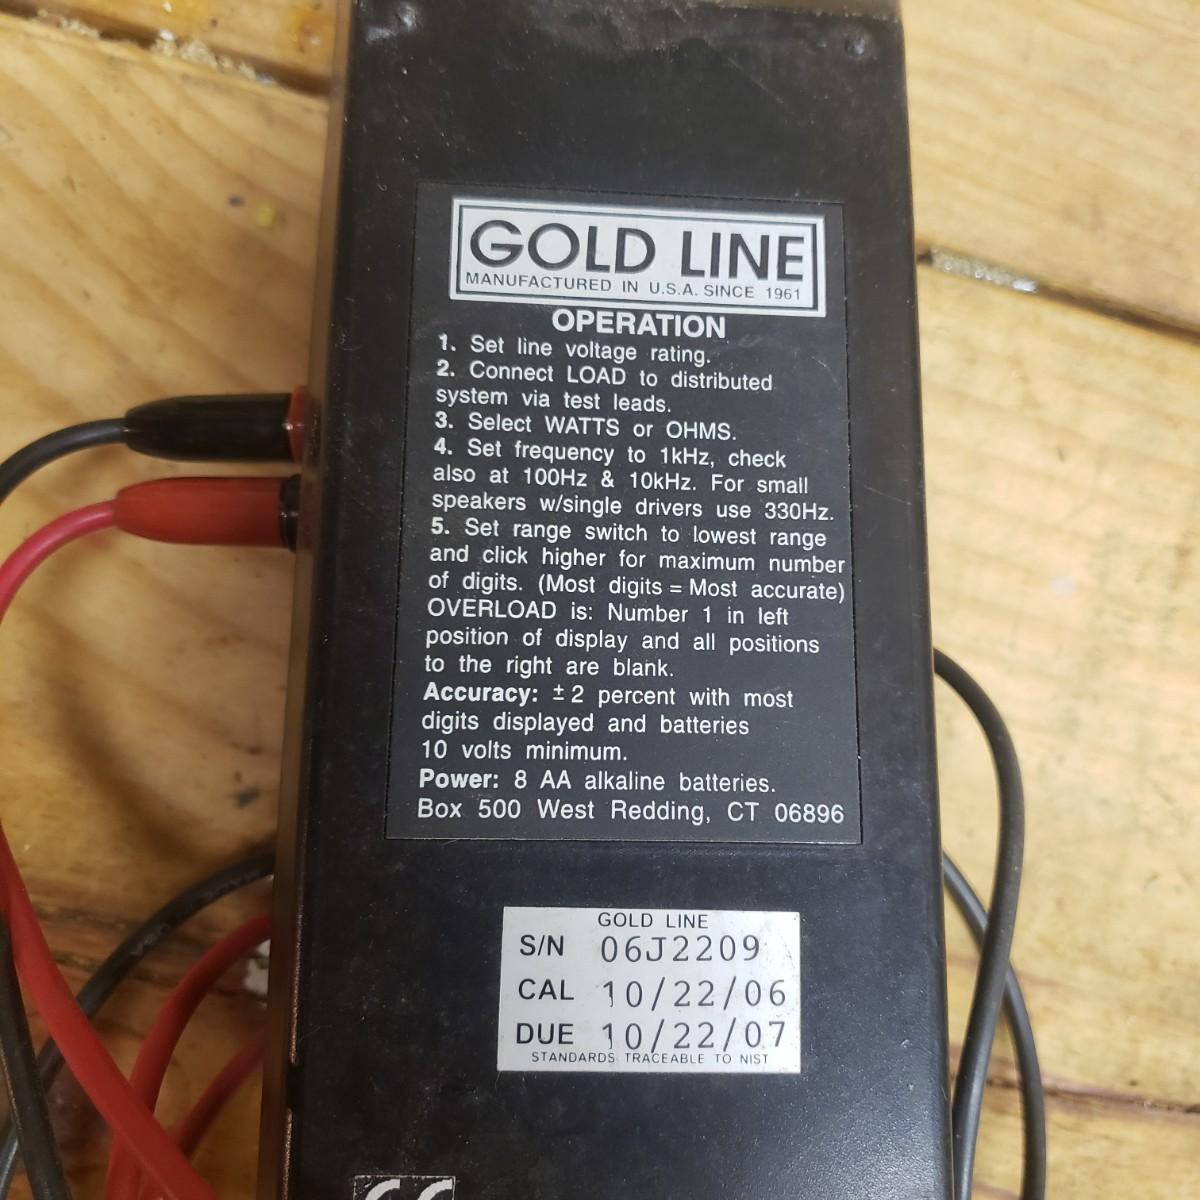 GOLD LINE
MANUFACTURED IN U.S.A. SINCE 1961
OPERATION
1. Set line voltage rating.
2. Connect LOAD to distributed
system via test leads.
3. Select WATTS or OHMS.
4. Set frequency to 1kHz, check
also at 100Hz & 10kHz. For small
speakers w/single drivers use 330Hz.
5. Set range switch to lowest range
and click higher for maximum number
of digits. (Most digits = Most accurate)
OVERLOAD is: Number 1 in left
position of display and all positions
to the right are blank.
Accuracy: ±2 percent with most
digits displayed and batteries
10 volts minimum.
Power: 8 AA alkaline batteries.
Box 500 West Redding, CT 06896
GOLD LINE
S/N 06J2209
CAL 10/22/06
DUE 10/22/07
STANDARDS TRACEABLE TO NIST